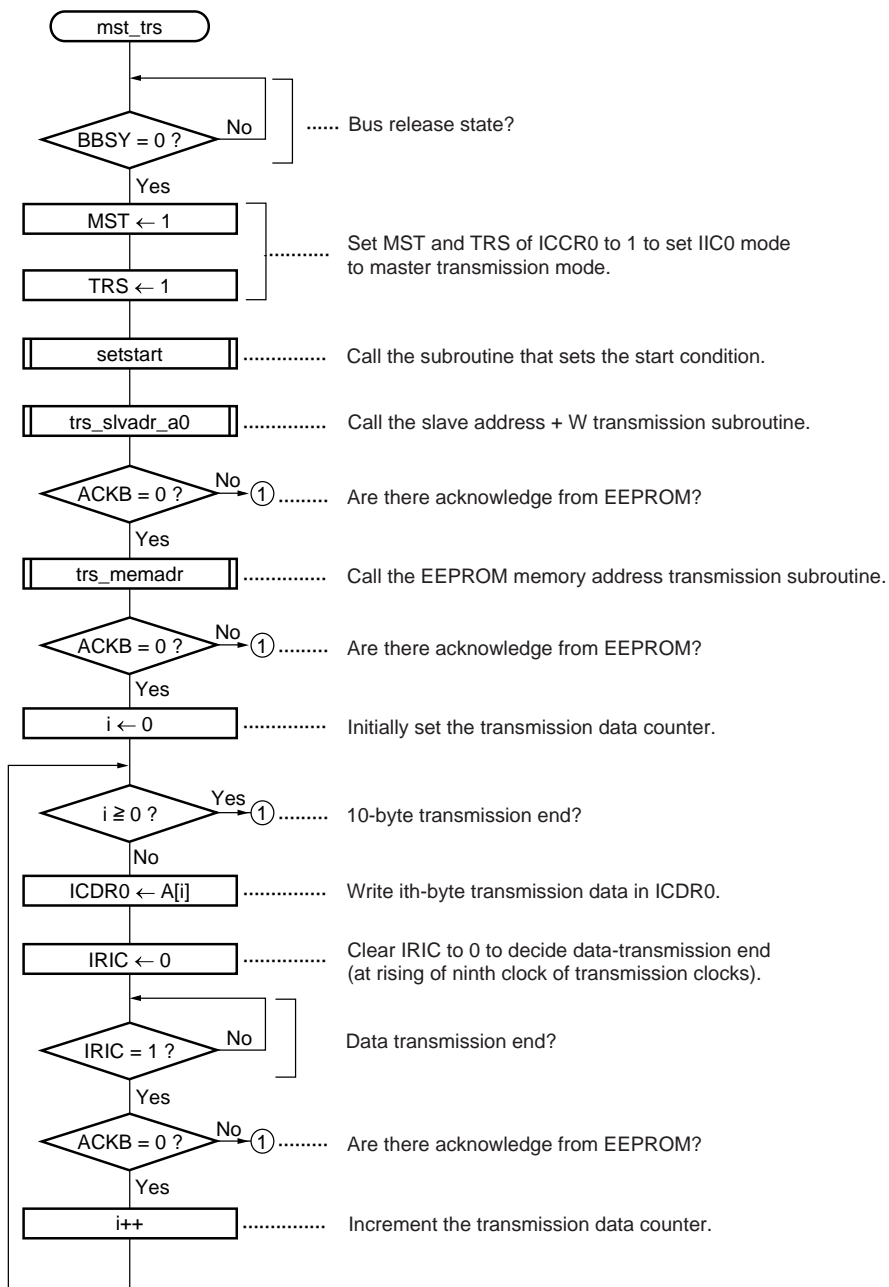 mst_trs
BBSY = 0 ?
No
...... Bus release state?
Yes
MST ← 1
TRS ← 1
............ Set MST and TRS of ICCR0 to 1 to set IIC0 mode
to master transmission mode.
setstart ............... Call the subroutine that sets the start condition.
trs_slvadr_a0 ............... Call the slave address + W transmission subroutine.
ACKB = 0 ? No 1 ......... Are there acknowledge from EEPROM?
Yes
trs_memadr ............... Call the EEPROM memory address transmission subroutine.
ACKB = 0 ? No 1 ......... Are there acknowledge from EEPROM?
Yes
i ← 0 ............... Initially set the transmission data counter.
i ≧ 0 ? Yes 1 ......... 10-byte transmission end?
No
ICDR0 ← A[i] ............... Write ith-byte transmission data in ICDR0.
IRIC ← 0 ............... Clear IRIC to 0 to decide data-transmission end
(at rising of ninth clock of transmission clocks).
IRIC = 1 ? No Data transmission end?
Yes
ACKB = 0 ? No 1 ......... Are there acknowledge from EEPROM?
Yes
i++ ............... Increment the transmission data counter.